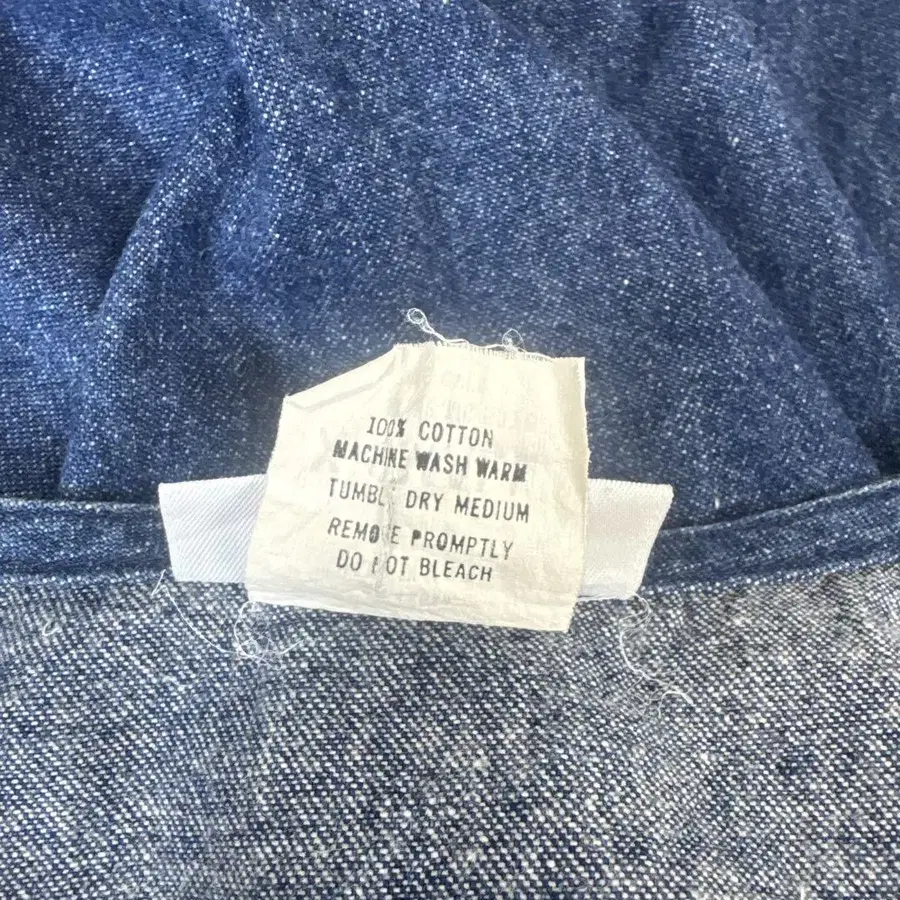 100% COTTON
MACHINE WASH WARM
TUMBLE DRY MEDIUM
REMOVE PROMPTLY
DO NOT BLEACH